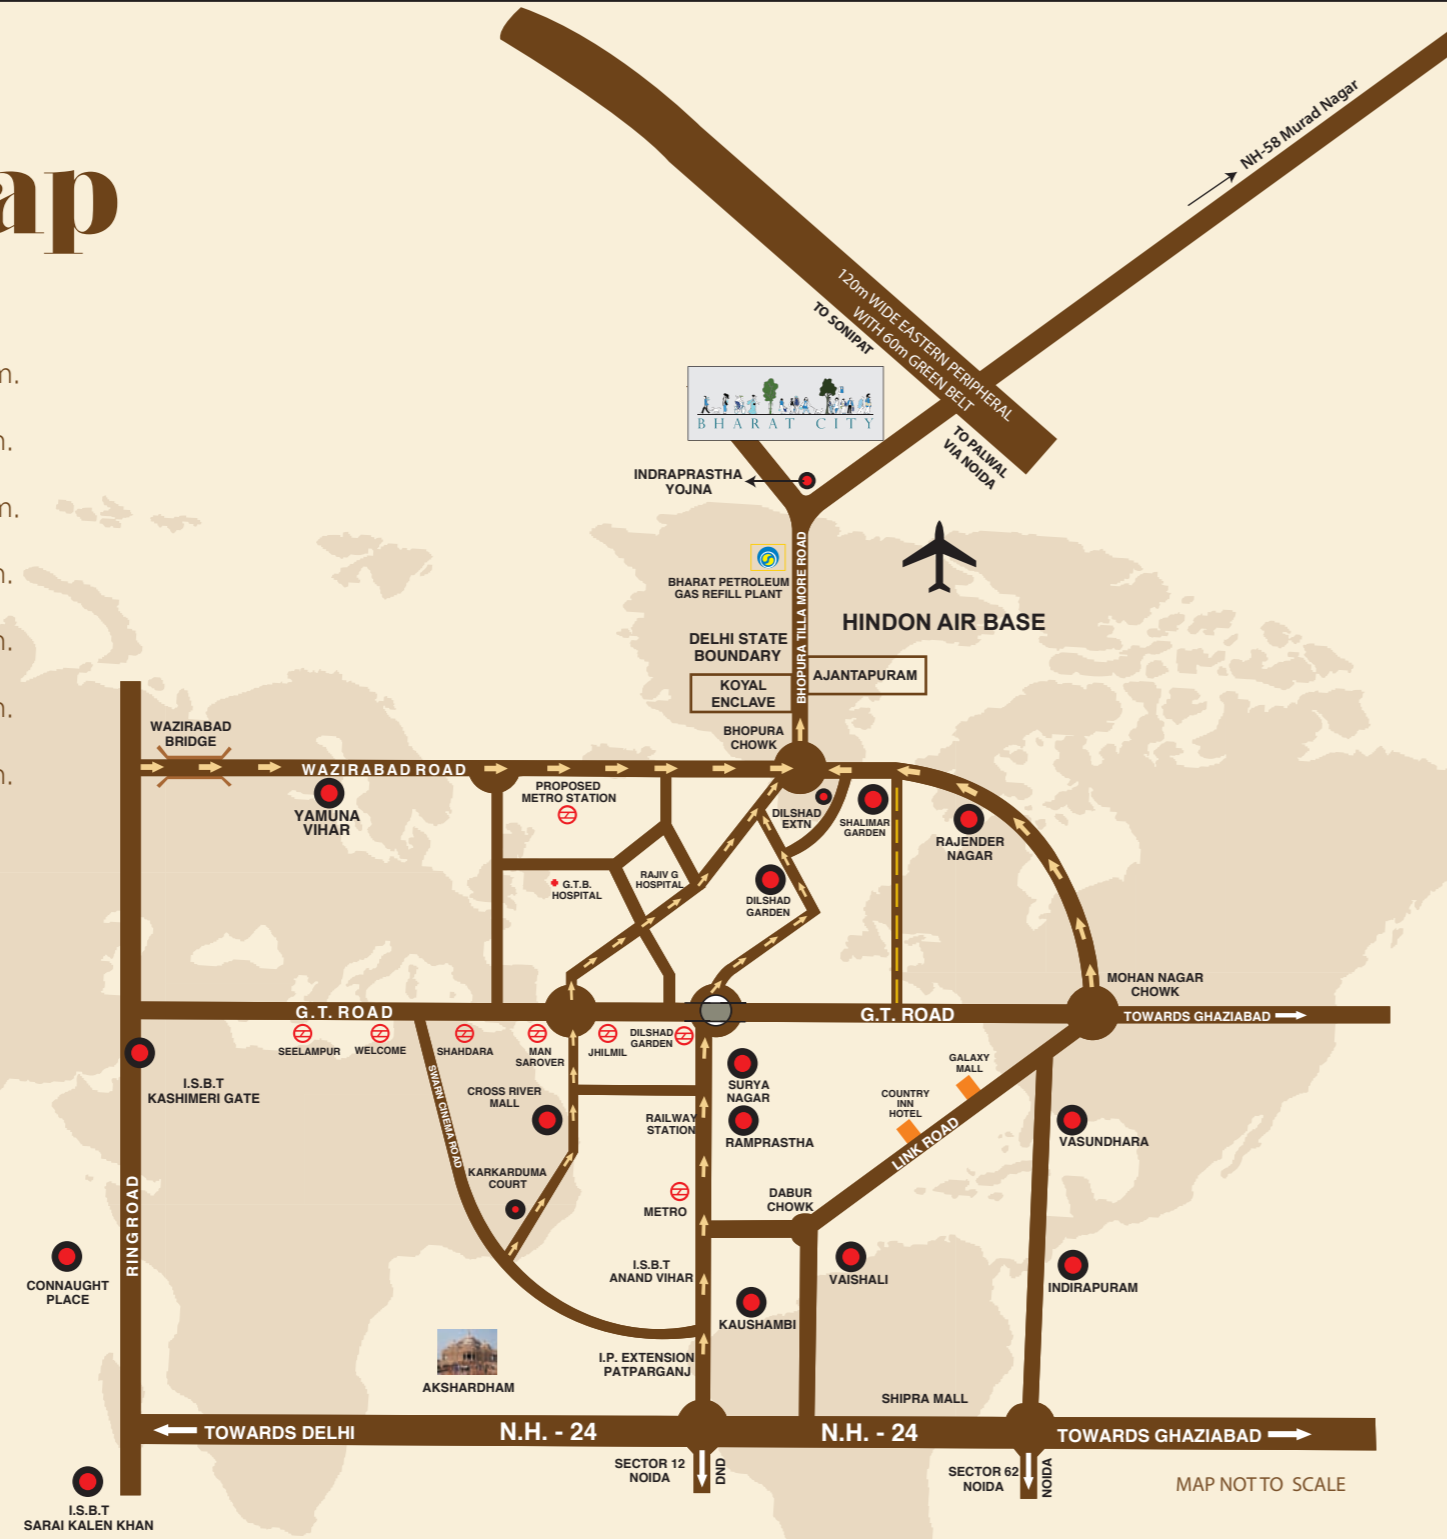 ap
m.
n.
m.
n.
n.
n.
n.
NH-58 Murad Nagar
120m WIDE EASTERN PERIPHERAL
WITH 60m GREEN BELT
TO SONIPAT
TO PALWAL
VIA NOIDA
BHARAT CITY
INDRAPRASTHA
YOJNA
BHOPURA TILLA MORE ROAD
BHARAT PETROLEUM
GAS REFILL PLANT
HINDON AIR BASE
DELHI STATE
BOUNDARY
AJANTAPURAM
KOYAL
ENCLAVE
BHOPURA
CHOWK
WAZIRABAD
BRIDGE
WAZIRABAD ROAD
YAMUNA
VIHAR
PROPOSED
METRO STATION
DILSHAD
EXTN
SHALIMAR
GARDEN
RAJENDER
NAGAR
G.T.B.
HOSPITAL
RAJIV G
HOSPITAL
DILSHAD
GARDEN
MOHAN NAGAR
CHOWK
G.T. ROAD
G.T. ROAD
TOWARDS GHAZIABAD
SEELAMPUR
WELCOME
SHAHDARA
MAN
SAROVER
JHILMIL
DILSHAD
GARDEN
I.S.B.T
KASHIMERI GATE
SWARN CINEMA ROAD
CROSS RIVER
MALL
SURYA
NAGAR
RAILWAY
STATION
RAMPRASTHA
GALAXY
MALL
COUNTRY
INN
HOTEL
LINK ROAD
VASUNDHARA
KARKARDUMA
COURT
METRO
DABUR
CHOWK
RING ROAD
CONNAUGHT
PLACE
I.S.B.T
ANAND VIHAR
VAISHALI
INDIRAPURAM
KAUSHAMBI
I.P. EXTENSION
PATPARGANJ
AKSHARDHAM
SHIPRA MALL
TOWARDS DELHI
N.H. - 24
N.H. - 24
TOWARDS GHAZIABAD
SECTOR 12
NOIDA
DND
SECTOR 62
NOIDA
NOIDA
MAP NOT TO SCALE
I.S.B.T
SARAI KALEN KHAN